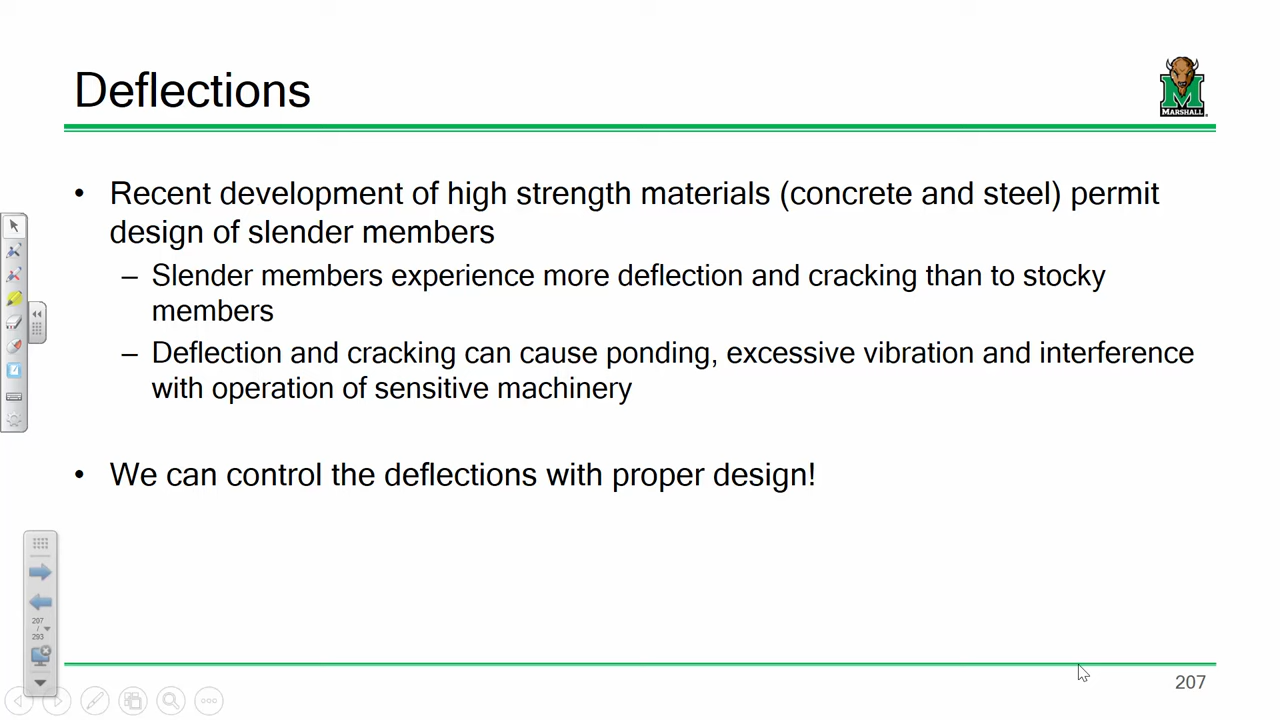 Deflections
MARSHALL
• Recent development of high strength materials (concrete and steel) permit
design of slender members
– Slender members experience more deflection and cracking than to stocky
members
– Deflection and cracking can cause ponding, excessive vibration and interference
with operation of sensitive machinery
• We can control the deflections with proper design!
207
/
293
207